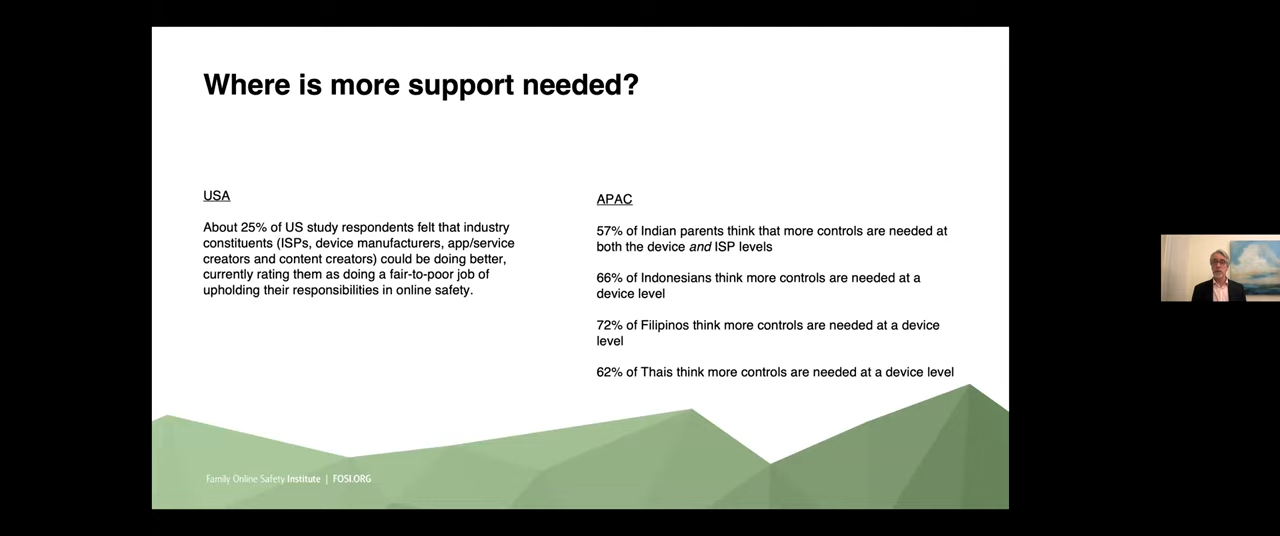 Where is more support needed?
USA
About 25% of US study respondents felt that industry
constituents (ISPs, device manufacturers, app/service
creators and content creators) could be doing better,
currently rating them as doing a fair-to-poor job of
upholding their responsibilities in online safety.
APAC
57% of Indian parents think that more controls are needed at
both the device and ISP levels
66% of Indonesians think more controls are needed at a
device level
72% of Filipinos think more controls are needed at a device
level
62% of Thais think more controls are needed at a device level
Family Online Safety Institute | FOSI.ORG